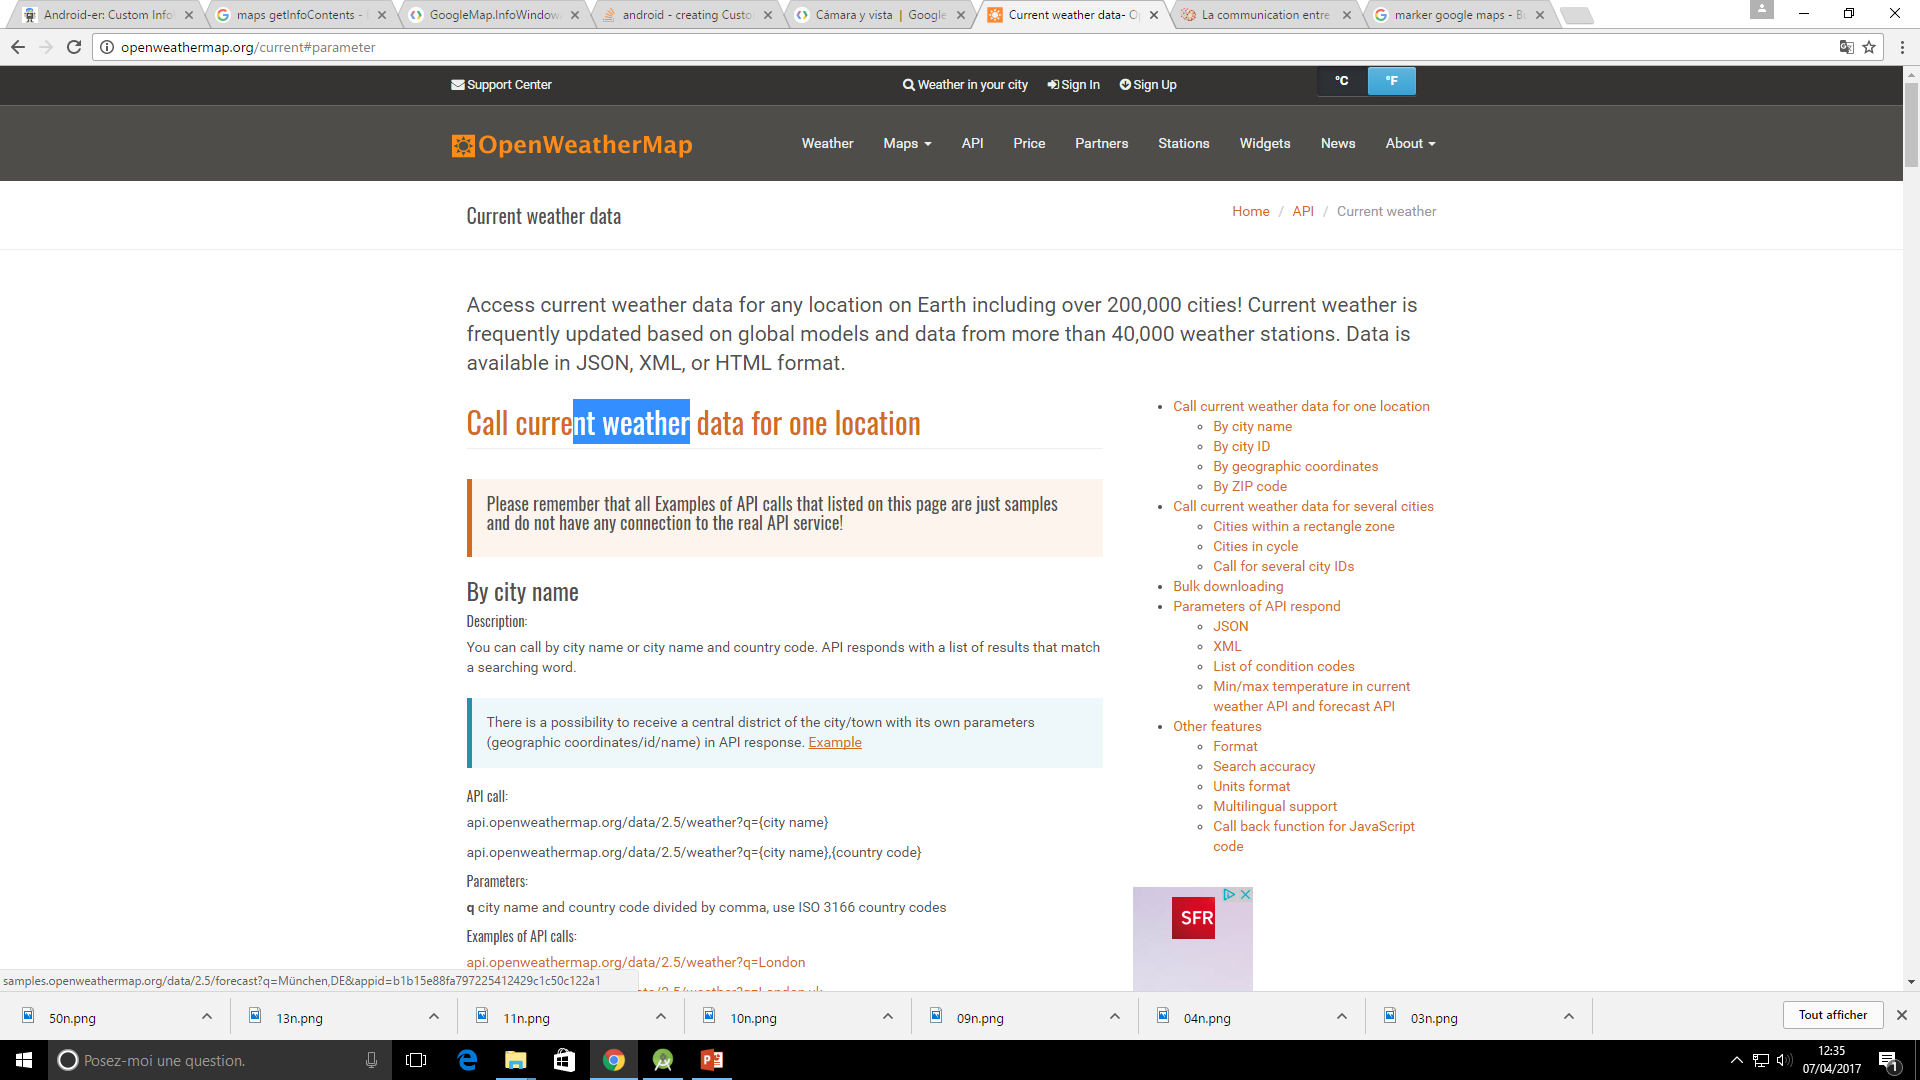 Android-er: Custom Info
maps getInfoContents -
GoogleMap.InfoWindow
android - creating Custo
Cámara y vista | Google
Current weather data- O
La communication entre
marker google maps - Bu
openweathermap.org/current#parameter
Support Center
Weather in your city
Sign In
Sign Up
°C
°F
OpenWeatherMap
Weather
Maps
API
Price
Partners
Stations
Widgets
News
About
Current weather data
Home / API / Current weather
Access current weather data for any location on Earth including over 200,000 cities! Current weather is
frequently updated based on global models and data from more than 40,000 weather stations. Data is
available in JSON, XML, or HTML format.
Call current weather data for one location
Please remember that all Examples of API calls that listed on this page are just samples
and do not have any connection to the real API service!
By city name
Description:
You can call by city name or city name and country code. API responds with a list of results that match
a searching word.
There is a possibility to receive a central district of the city/town with its own parameters
(geographic coordinates/id/name) in API response. Example
API call:
api.openweathermap.org/data/2.5/weather?q={city name}
api.openweathermap.org/data/2.5/weather?q={city name},{country code}
Parameters:
q city name and country code divided by comma, use ISO 3166 country codes
Examples of API calls:
api.openweathermap.org/data/2.5/weather?q=London
Call current weather data for one location
By city name
By city ID
By geographic coordinates
By ZIP code
Call current weather data for several cities
Cities within a rectangle zone
Cities in cycle
Call for several city IDs
Bulk downloading
Parameters of API respond
JSON
XML
List of condition codes
Min/max temperature in current
weather API and forecast API
Other features
Format
Search accuracy
Units format
Multilingual support
Call back function for JavaScript
code
SFR
samples.openweathermap.org/data/2.5/forecast?q=München,DE&appid=b1b15e88fa797225412429c1c50c122a1
50n.png
13n.png
11n.png
10n.png
09n.png
04n.png
03n.png
Tout afficher
Posez-moi une question.
12:35
07/04/2017
1